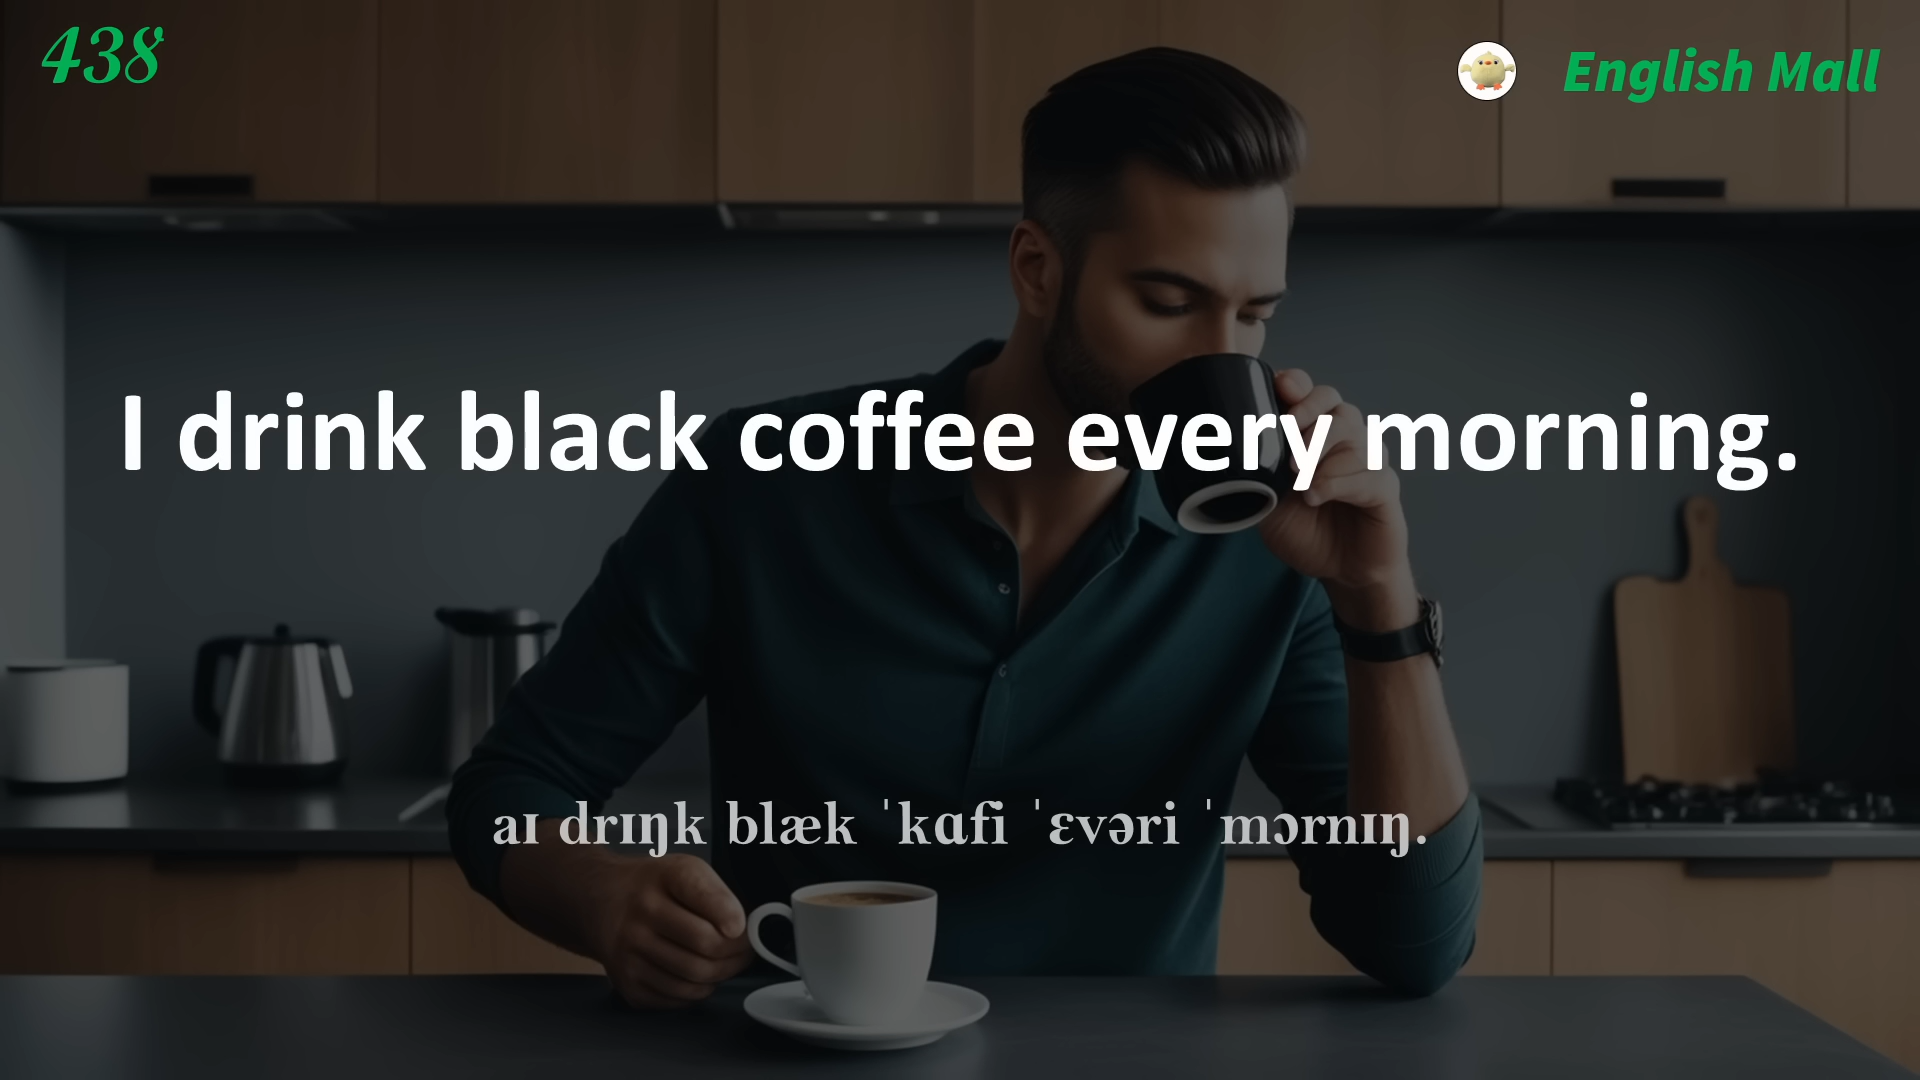 438
English Mall
I drink black coffee every morning.
aɪ drɪŋk blæk ˈkɑfi ˈɛvəri ˈmɔrnɪŋ.